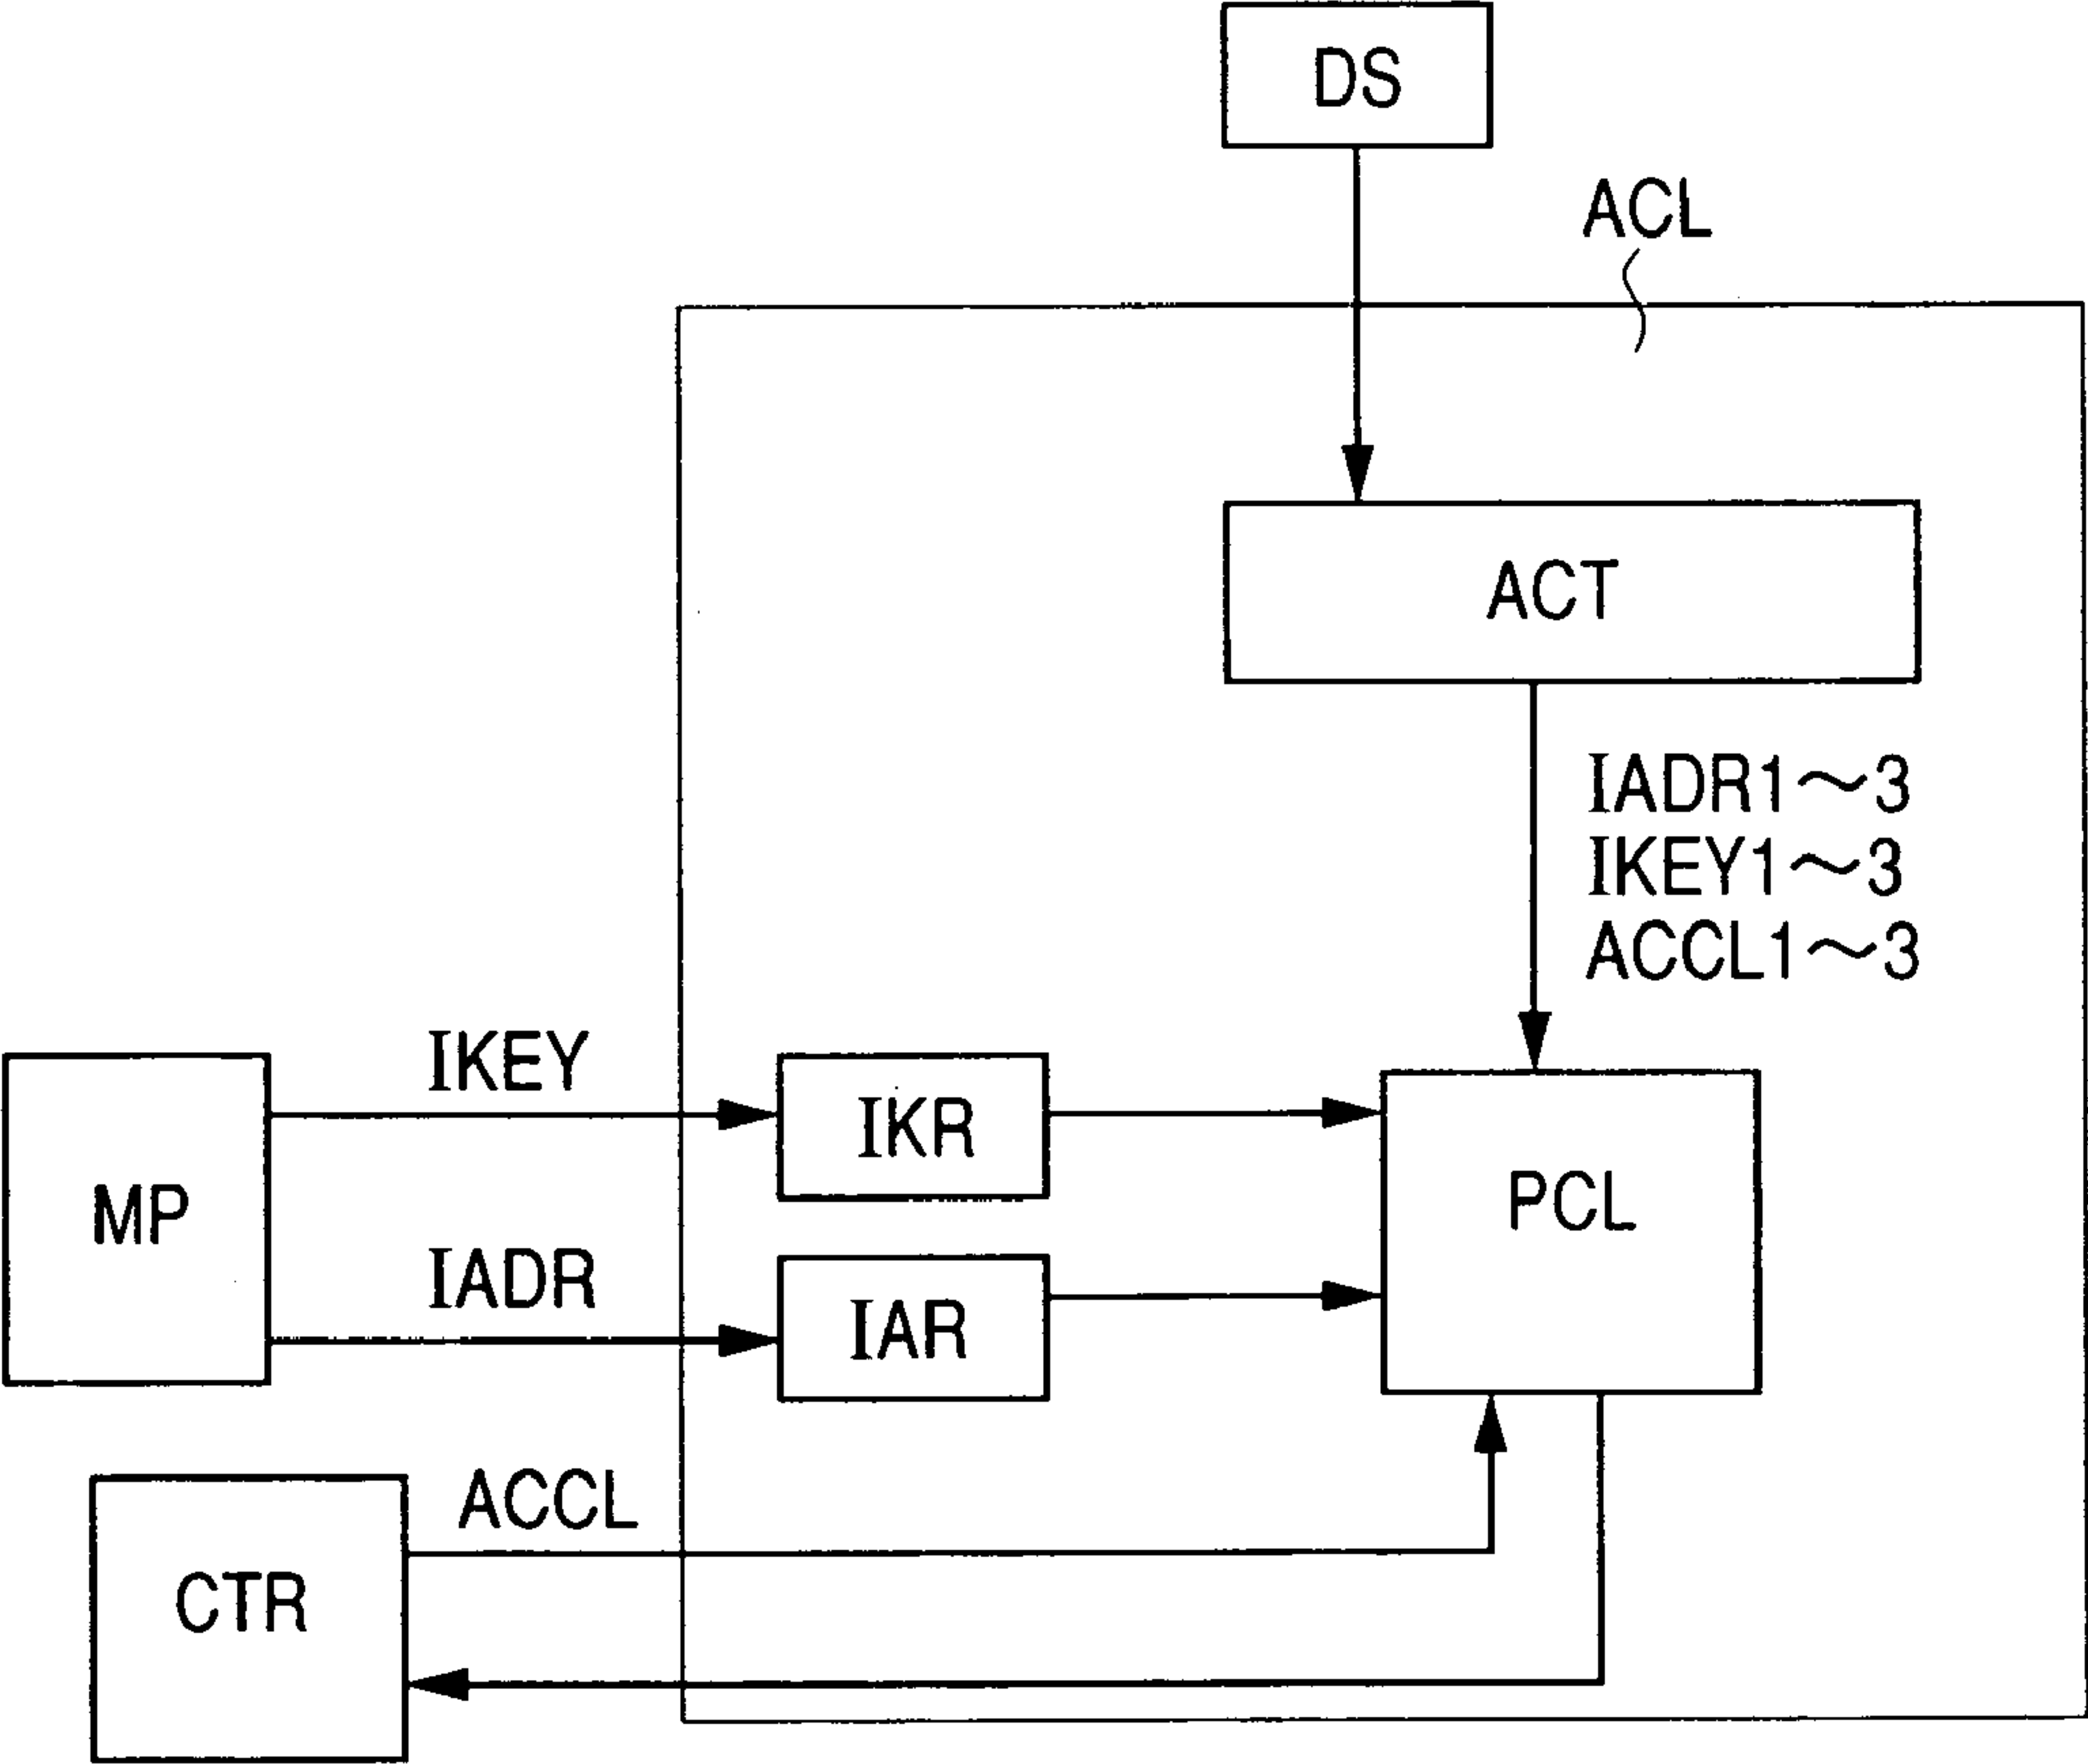 DS
ACL
ACT
IADR1～3
IKEY1～3
ACCL1～3
IKEY
IKR
MP
PCL
IADR
IAR
ACCL
CTR